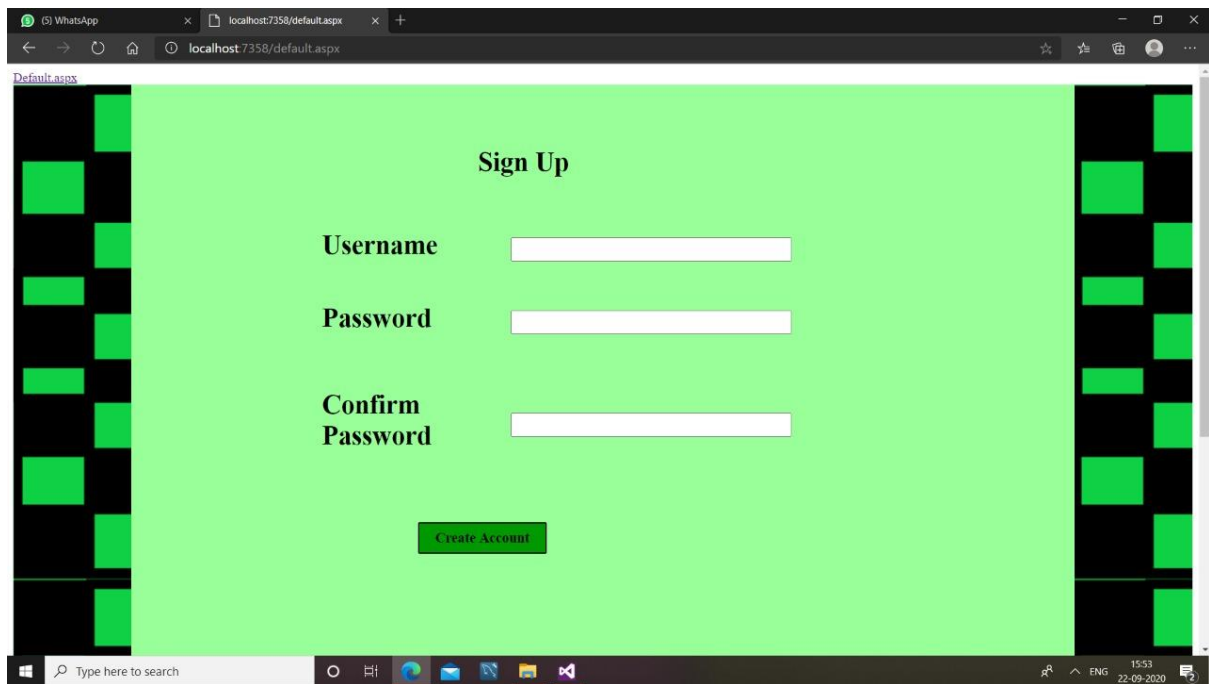 (5) WhatsApp
localhost:7358/default.aspx
localhost:7358/default.aspx
Default.aspx
Sign Up
Username
Password
Confirm
Password
Create Account
Type here to search
ENG
15:53
22-09-2020
2